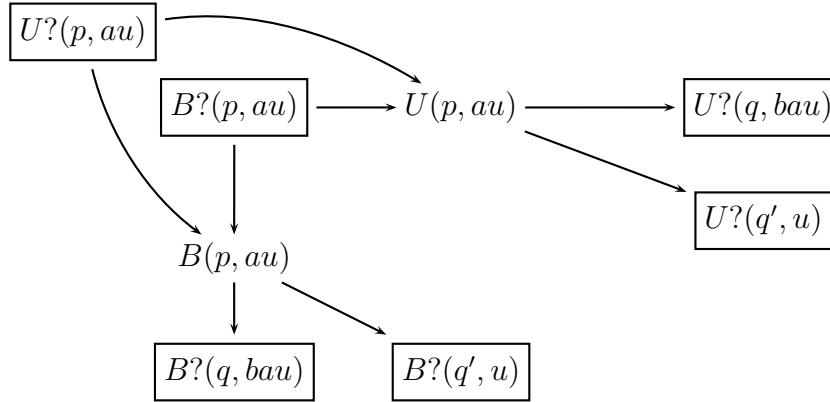 U?(p, au)
B?(p, au)
U(p, au)
U?(q, bau)
U?(q′, u)
B(p, au)
B?(q, bau)
B?(q′, u)